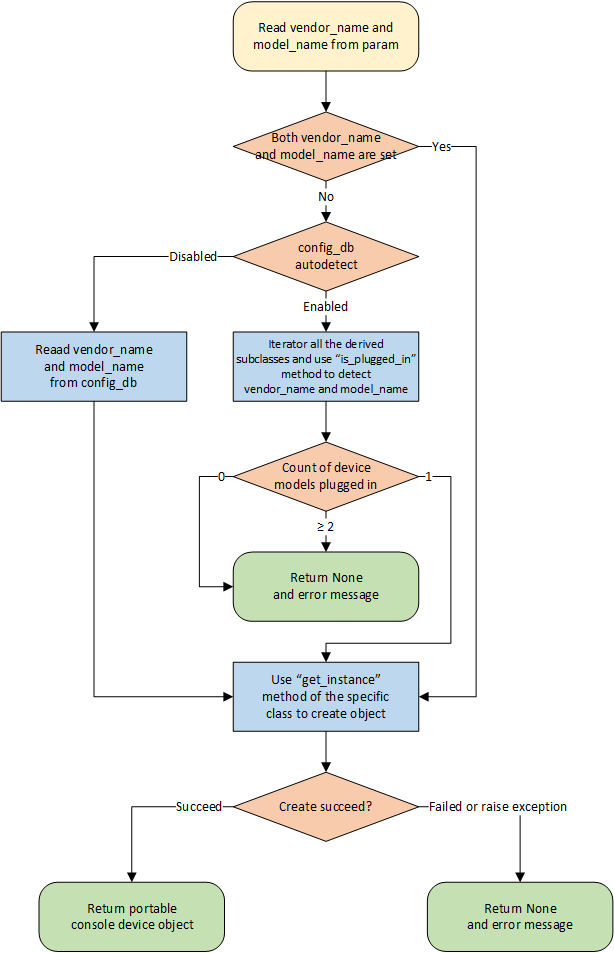 Read vendor_name and
model_name from param
Both vendor_name
and model_name are set
Yes
No
config_db
autodetect
Disabled
Enabled
Reaad vendor_name
and model_name
from config_db
Iterator all the derived
subclasses and use “is_plugged_in”
method to detect
vendor_name and model_name
Count of device
models plugged in
0
1
≥ 2
Return None
and error message
Use “get_instance”
method of the specific
class to create object
Create succeed?
Succeed
Failed or raise exception
Return portable
console device object
Return None
and error message